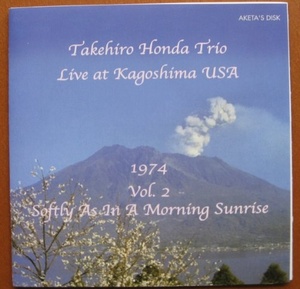 AKETA'S DISK
Takehiro Honda Trio
Live at Kagoshima USA
1974
Vol. 2
Softly As In A Morning Sunrise